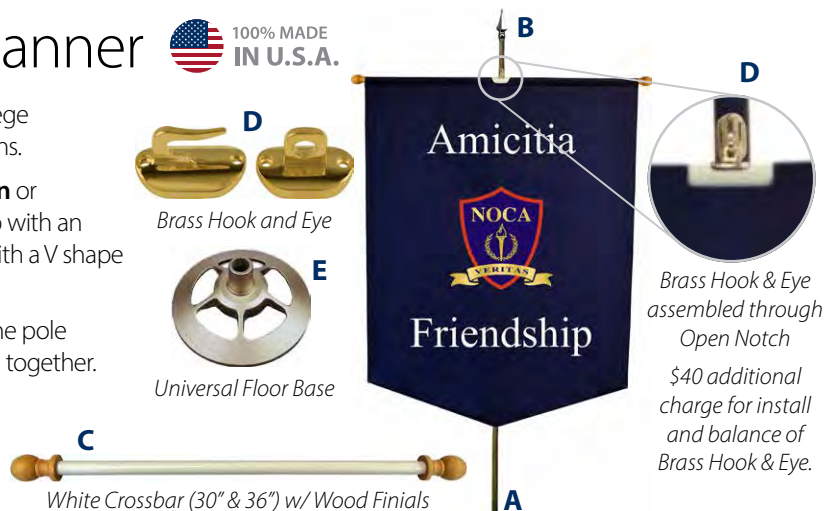 anner
100% MADE
IN U.S.A.
ns.
n or
with an
ith a V shape
ne pole
together.
D
Brass Hook and Eye
E
Universal Floor Base
C
White Crossbar (30” & 36”) w/ Wood Finials
B
Amicitia
NOCA
VERITAS
Friendship
A
D
Brass Hook & Eye
assembled through
Open Notch
$40 additional
charge for install
and balance of
Brass Hook & Eye.